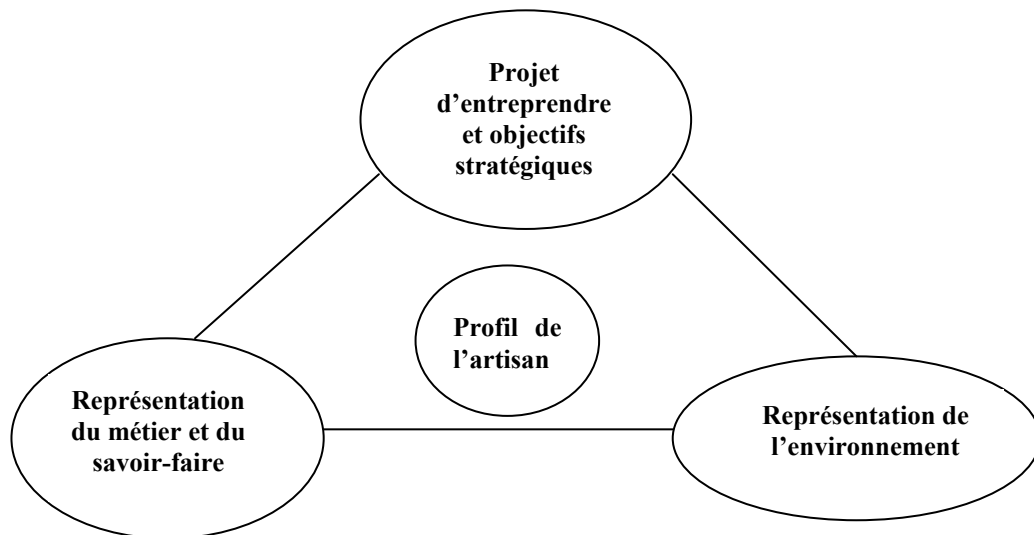 Projet
d’entreprendre
et objectifs
stratégiques
Profil de
l’artisan
Représentation
du métier et du
savoir-faire
Représentation de
l’environnement